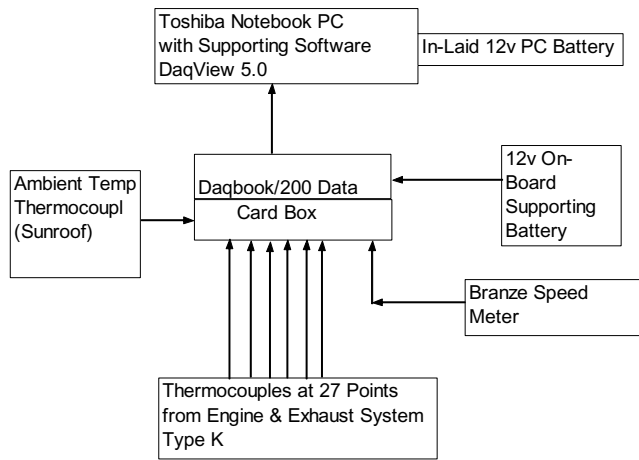 Toshiba Notebook PC
with Supporting Software
DaqView 5.0
In-Laid 12v PC Battery
Daqbook/200 Data
Card Box
Ambient Temp
Thermocoupl
(Sunroof)
12v On-
Board
Supporting
Battery
Branze Speed
Meter
Thermocouples at 27 Points
from Engine & Exhaust System
Type K